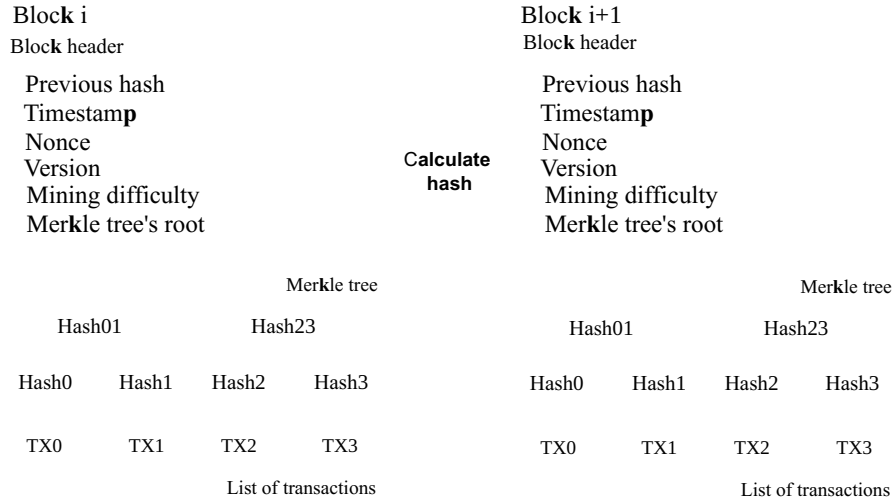 Block i
Block header
Previous hash
Timestamp
Nonce
Version
Mining difficulty
Merkle tree's root
Merkle tree
Hash01 Hash23
Hash0 Hash1 Hash2 Hash3
TX0 TX1 TX2 TX3
List of transactions
Calculate
hash
Block i+1
Block header
Previous hash
Timestamp
Nonce
Version
Mining difficulty
Merkle tree's root
Merkle tree
Hash01 Hash23
Hash0 Hash1 Hash2 Hash3
TX0 TX1 TX2 TX3
List of transactions